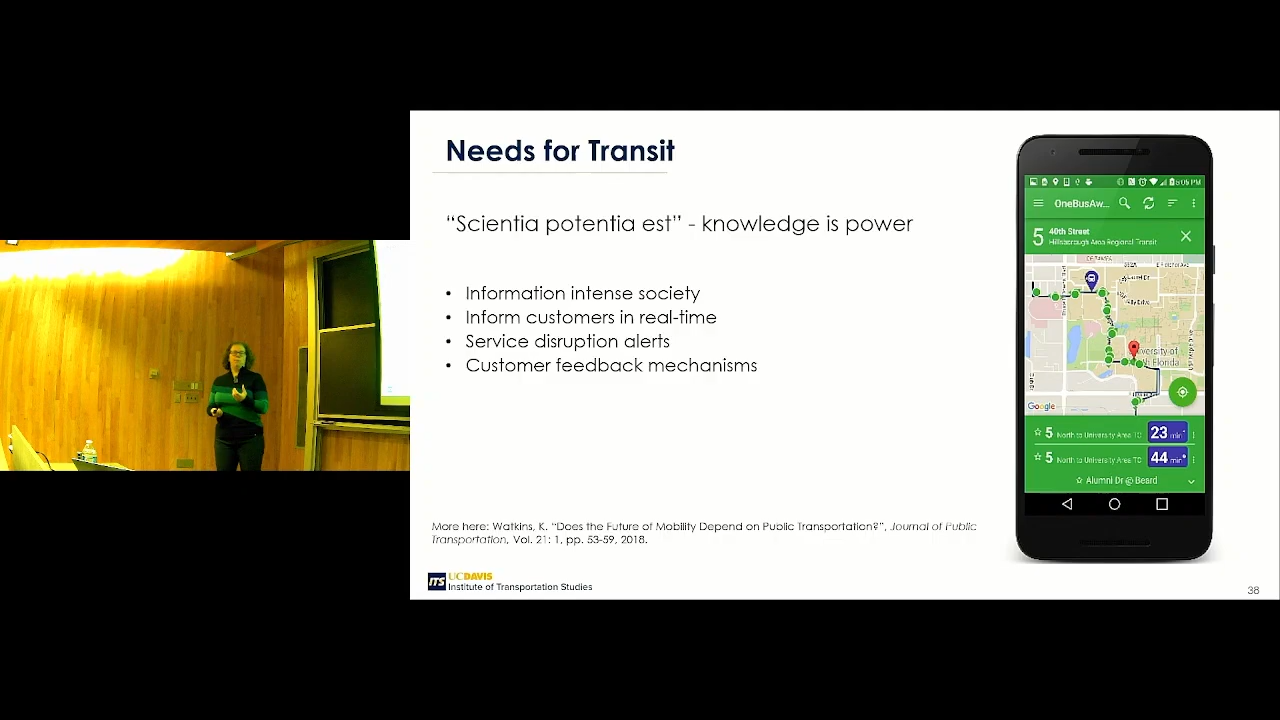 Needs for Transit
“Scientia potentia est” - knowledge is power
• Information intense society
• Inform customers in real-time
• Service disruption alerts
• Customer feedback mechanisms
More here: Watkins, K. “Does the Future of Mobility Depend on Public Transportation?”, Journal of Public
Transportation, Vol. 21: 1, pp. 53-59, 2018.
ITS UCDAVIS
Institute of Transportation Studies
38
OneBusAw...
5 40th Street
Hillsborough Area Regional Transit
Google
5 North to University Area TC 23 min
5 North to University Area TC 44 min
Alumni Dr @ Beard